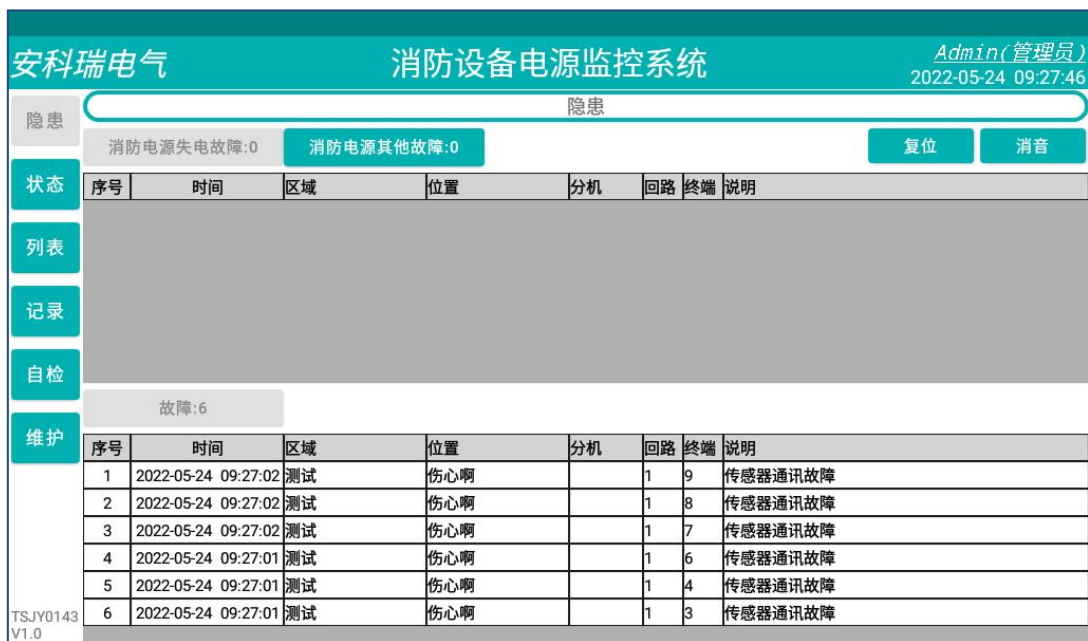 安科瑞电气 消防设备电源监控系统 Admin(管理员)
2022-05-24 09:27:46
隐患
隐患
消防电源失电故障:0 消防电源其他故障:0 复位 消音
状态
序号 时间 区域 位置 分机 回路 终端 说明
列表
记录
自检
故障:6
维护
序号 时间 区域 位置 分机 回路 终端 说明
1 2022-05-24 09:27:02 测试 伤心啊 1 9 传感器通讯故障
2 2022-05-24 09:27:02 测试 伤心啊 1 8 传感器通讯故障
3 2022-05-24 09:27:02 测试 伤心啊 1 7 传感器通讯故障
4 2022-05-24 09:27:01 测试 伤心啊 1 6 传感器通讯故障
5 2022-05-24 09:27:01 测试 伤心啊 1 4 传感器通讯故障
6 2022-05-24 09:27:01 测试 伤心啊 1 3 传感器通讯故障
TSJY0143
V1.0